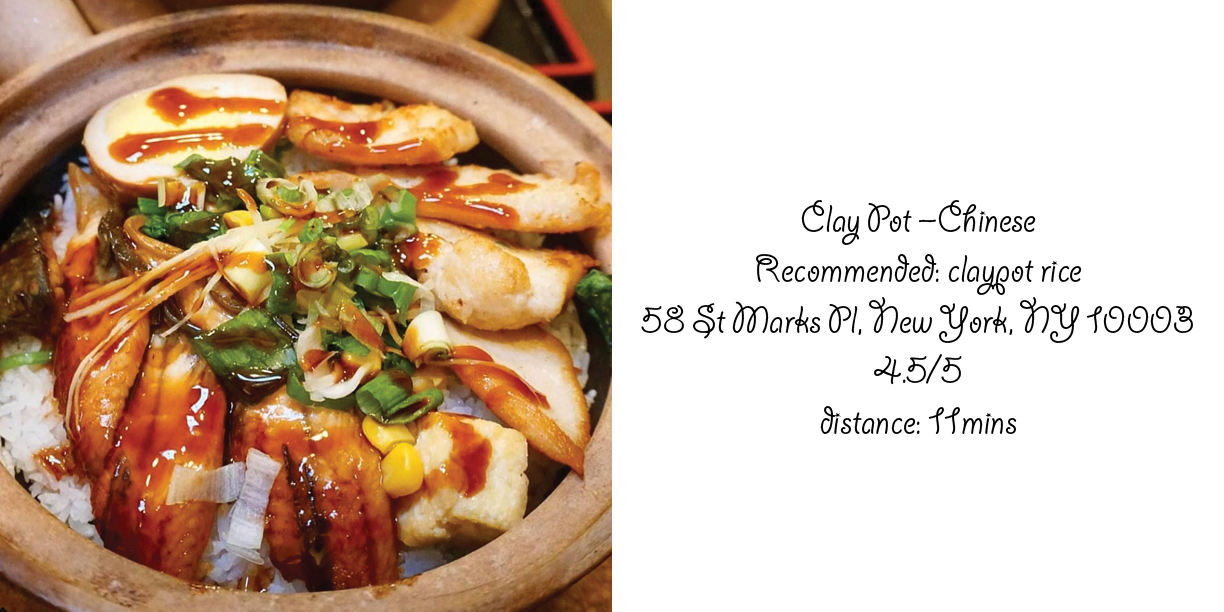 Clay Pot –Chinese
Recommended: claypot rice
58 St Marks Pl, New York, NY 10003
4.5/5
distance: 11mins